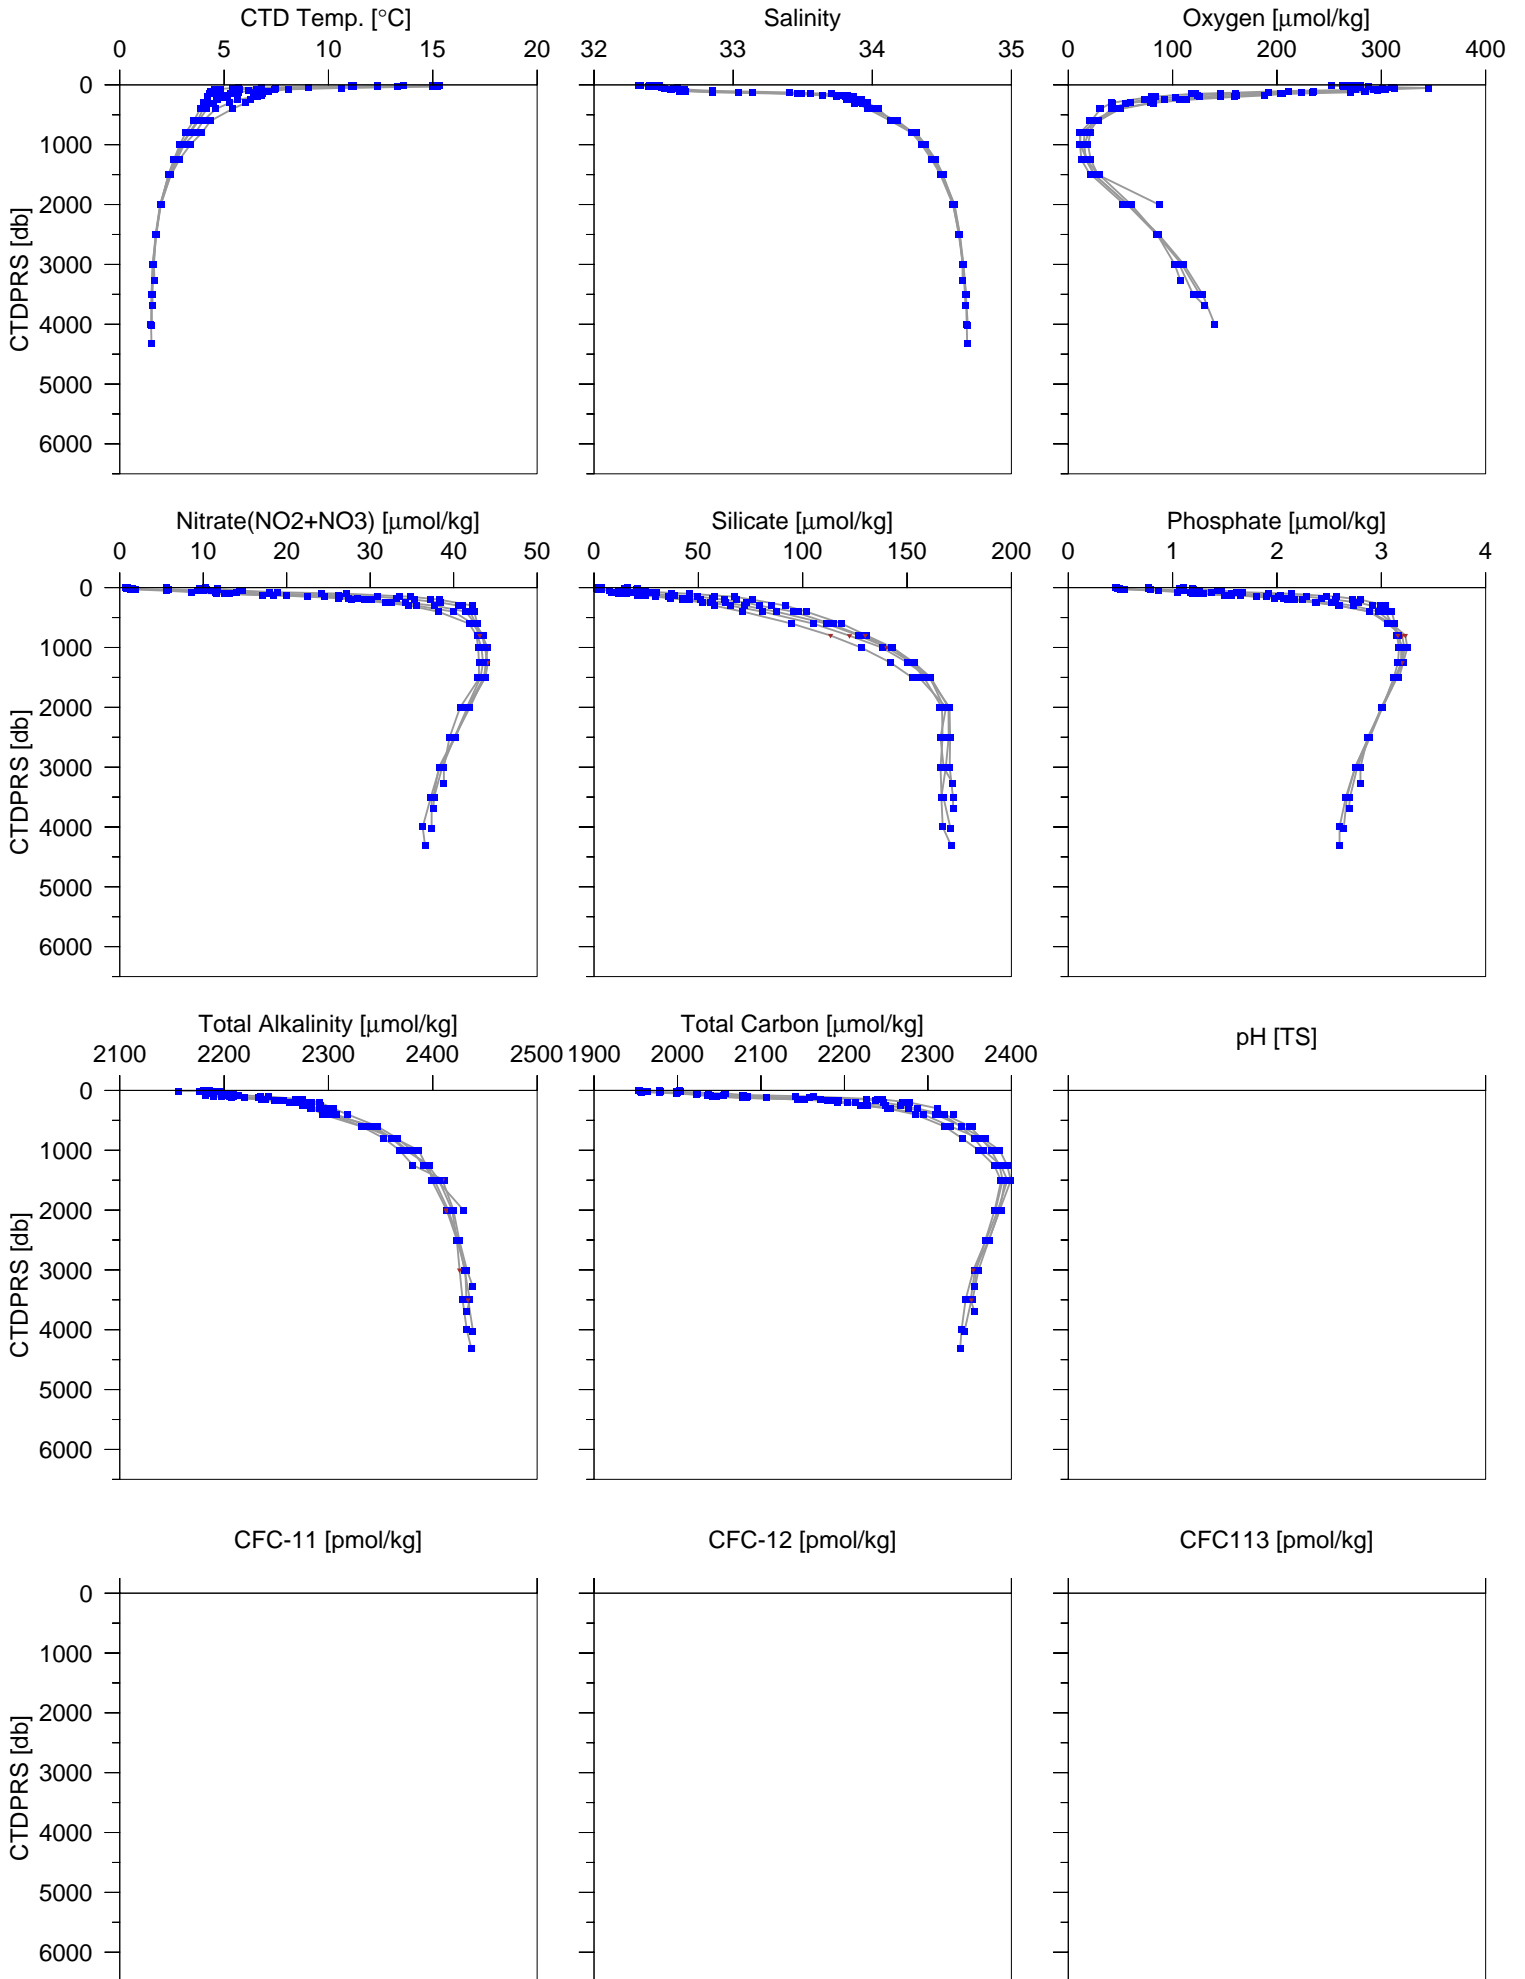 CTD Temp. [°C] Salinity Oxygen [μmol/kg]
0 5 10 15 20 32 33 34 35 0 100 200 300 400
0
1000
2000
3000
4000
5000
6000
CTDPRS [db]
Nitrate(NO2+NO3) [μmol/kg] Silicate [μmol/kg] Phosphate [μmol/kg]
0 10 20 30 40 50 0 50 100 150 200 0 1 2 3 4
0
1000
2000
3000
4000
5000
6000
CTDPRS [db]
Total Alkalinity [μmol/kg] Total Carbon [μmol/kg] pH [TS]
2100 2200 2300 2400 2500 1900 2000 2100 2200 2300 2400
0
1000
2000
3000
4000
5000
6000
CTDPRS [db]
CFC-11 [pmol/kg] CFC-12 [pmol/kg] CFC113 [pmol/kg]
0
1000
2000
3000
4000
5000
6000
CTDPRS [db]